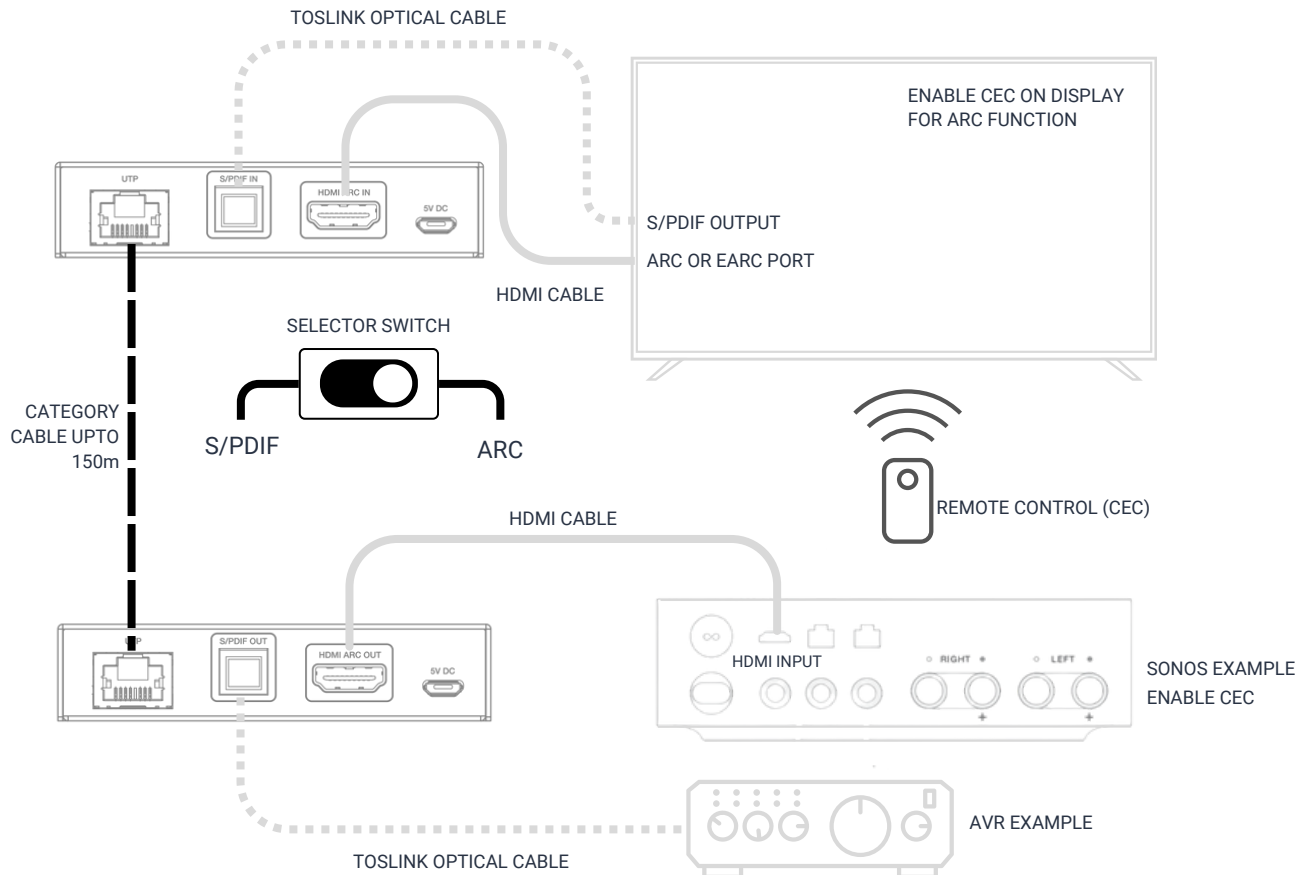 TOSLINK OPTICAL CABLE
ENABLE CEC ON DISPLAY
FOR ARC FUNCTION
UTP
S/PDIF IN
HDMI ARC IN
5V DC
S/PDIF OUTPUT
ARC OR EARC PORT
HDMI CABLE
SELECTOR SWITCH
S/PDIF
ARC
CATEGORY
CABLE UPTO
150m
REMOTE CONTROL (CEC)
HDMI CABLE
UTP
S/PDIF OUT
HDMI ARC OUT
5V DC
HDMI INPUT
RIGHT
LEFT
SONOS EXAMPLE
ENABLE CEC
AVR EXAMPLE
TOSLINK OPTICAL CABLE